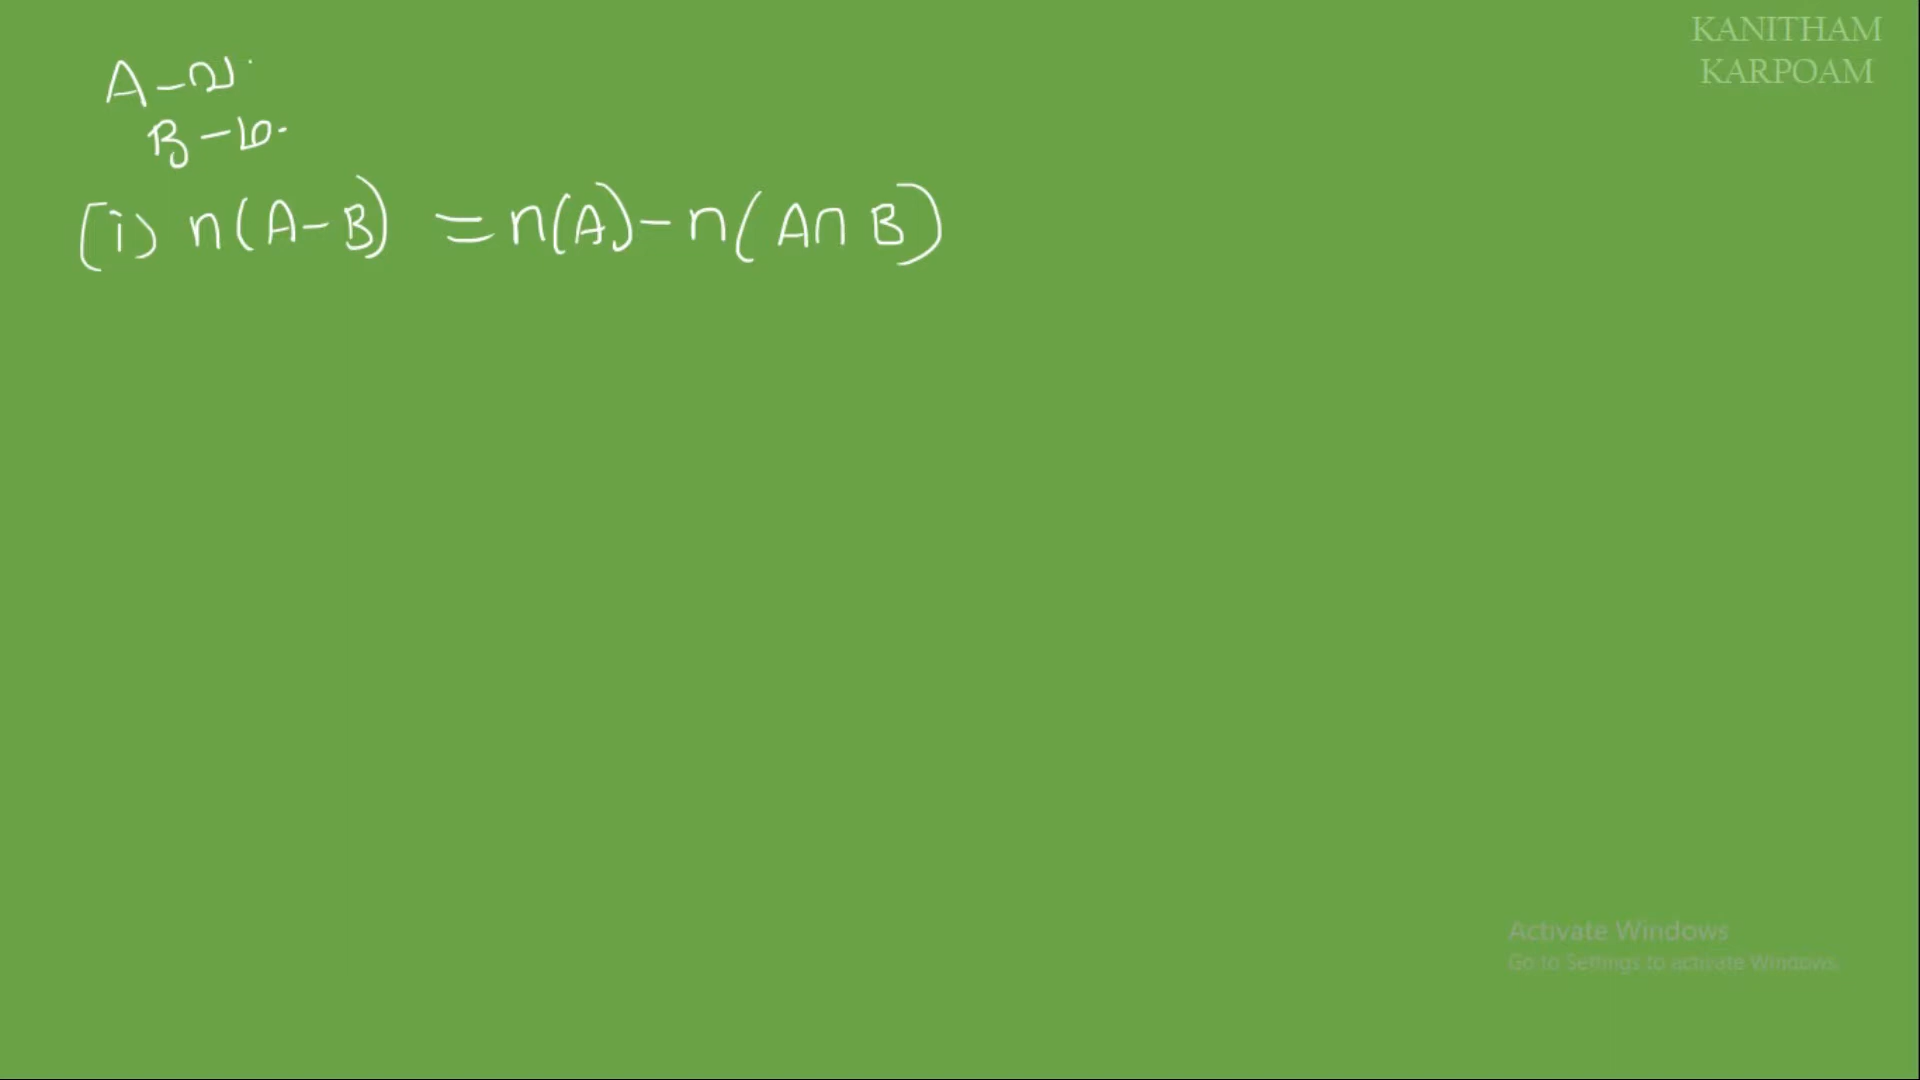 KANITHAM
KARPOAM
A - வ.
B - ம.
(i) n(A-B) = n(A) - n(A∩B)
Activate Windows
Go to Settings to activate Windows.